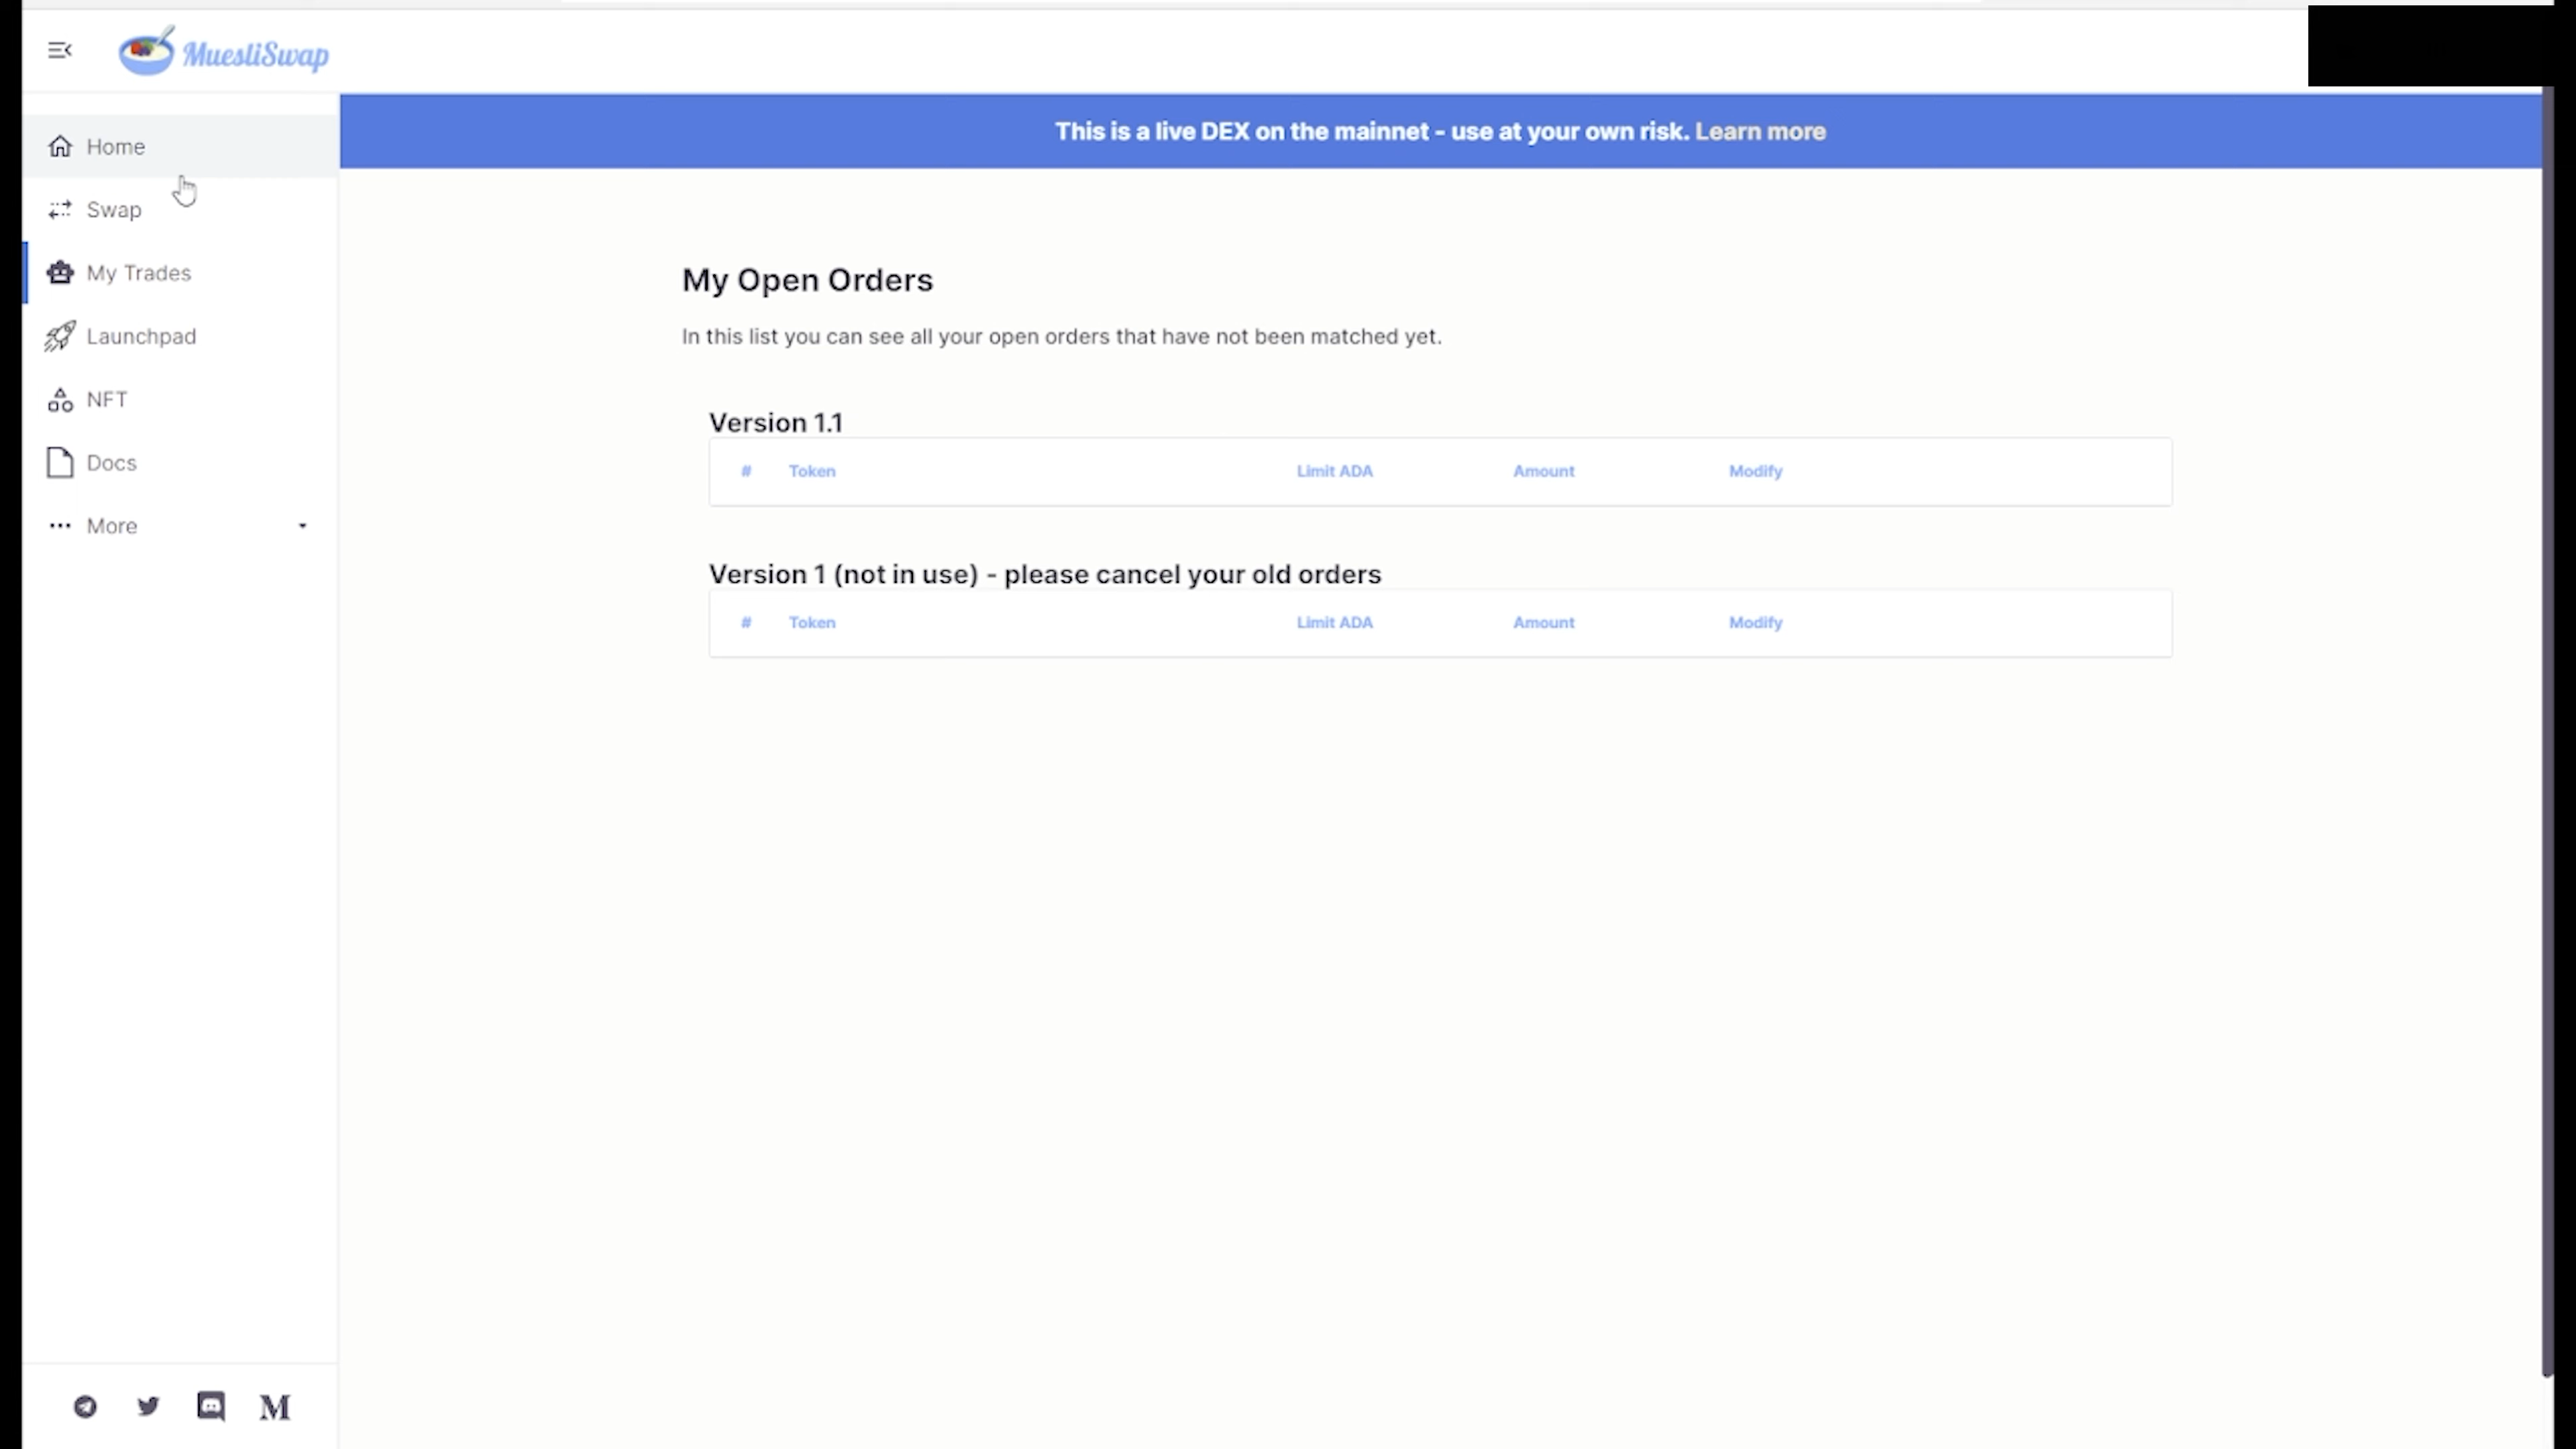 MuesliSwap
This is a live DEX on the mainnet - use at your own risk. Learn more
Home
Swap
My Trades
Launchpad
NFT
Docs
More
My Open Orders
In this list you can see all your open orders that have not been matched yet.
Version 1.1
# Token Limit ADA Amount Modify
Version 1 (not in use) - please cancel your old orders
# Token Limit ADA Amount Modify
M